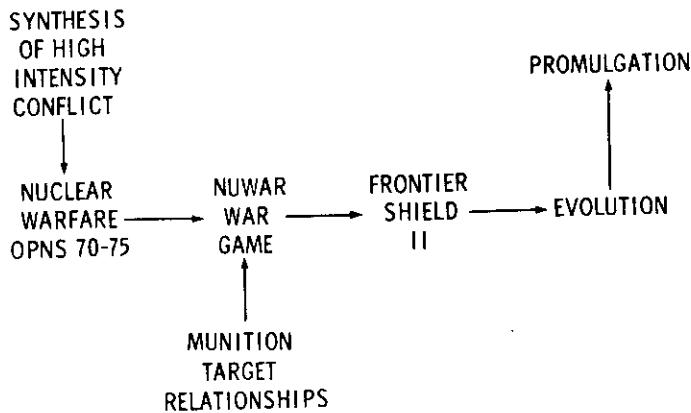 SYNTHESIS
OF HIGH
INTENSITY
CONFLICT
PROMULGATION
NUCLEAR
WARFARE
OPNS 70-75
NUWAR
WAR
GAME
FRONTIER
SHIELD
II
EVOLUTION
MUNITION
TARGET
RELATIONSHIPS